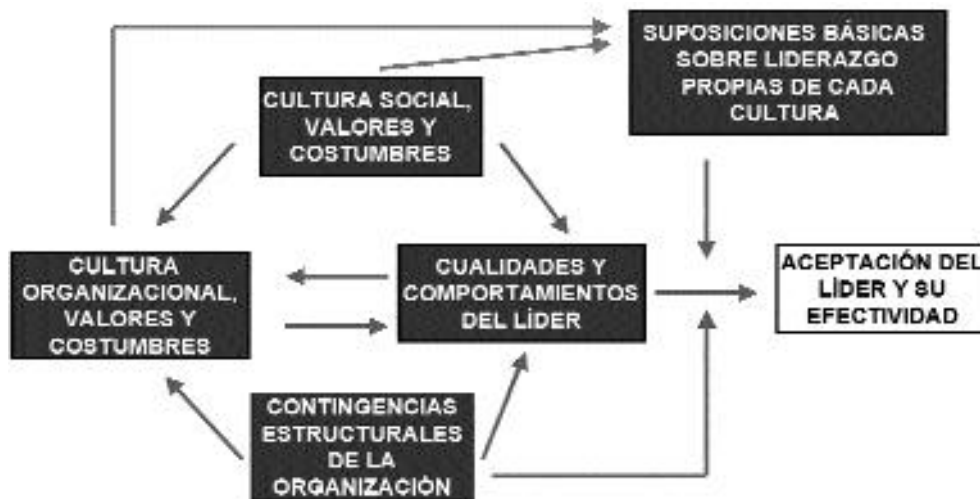 SUPOSICIONES BÁSICAS
SOBRE LIDERAZGO
PROPIAS DE CADA
CULTURA
CULTURA SOCIAL,
VALORES Y
COSTUMBRES
CULTURA
ORGANIZACIONAL,
VALORES Y
COSTUMBRES
CUALIDADES Y
COMPORTAMIENTOS
DEL LÍDER
ACEPTACIÓN DEL
LÍDER Y SU
EFECTIVIDAD
CONTINGENCIAS
ESTRUCTURALES
DE LA
ORGANIZACIÓN